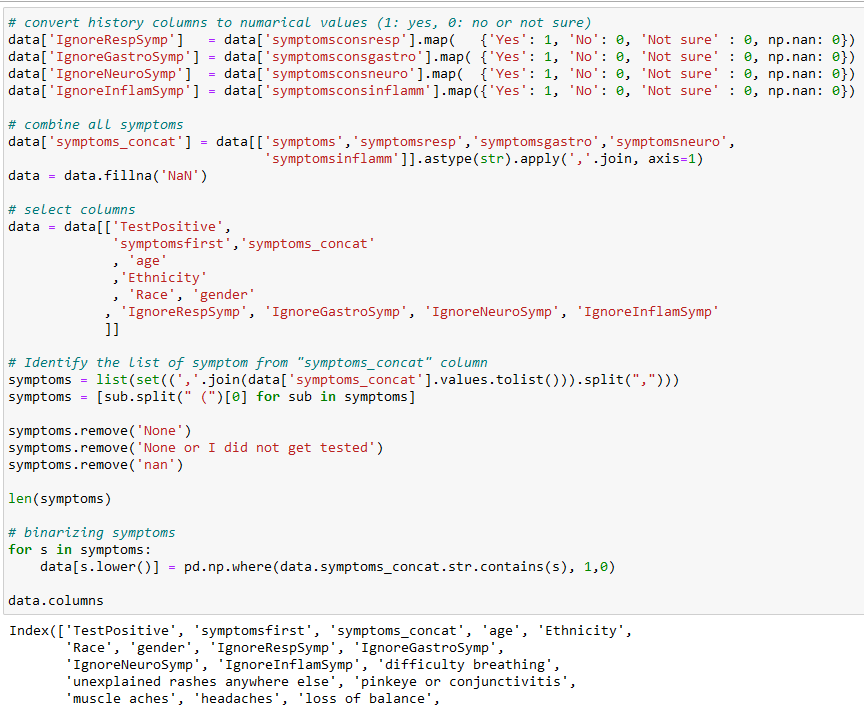 # convert history columns to numarical values (1: yes, 0: no or not sure)
data['IgnoreRespSymp']   = data['symptomsconsresp'].map(   {'Yes': 1, 'No': 0, 'Not sure' : 0, np.nan: 0})
data['IgnoreGastroSymp'] = data['symptomsconsgastro'].map( {'Yes': 1, 'No': 0, 'Not sure' : 0, np.nan: 0})
data['IgnoreNeuroSymp']  = data['symptomsconsneuro'].map(  {'Yes': 1, 'No': 0, 'Not sure' : 0, np.nan: 0})
data['IgnoreInflamSymp'] = data['symptomsconsinflamm'].map({'Yes': 1, 'No': 0, 'Not sure' : 0, np.nan: 0})
# combine all symptoms
data['symptoms_concat'] = data[['symptoms','symptomsresp','symptomsgastro','symptomsneuro',
                                'symptomsinflamm']].astype(str).apply(','.join, axis=1)
data = data.fillna('NaN')
# select columns
data = data[['TestPositive',
             'symptomsfirst','symptoms_concat'
             , 'age'
             ,'Ethnicity'
             , 'Race', 'gender'
            , 'IgnoreRespSymp', 'IgnoreGastroSymp', 'IgnoreNeuroSymp', 'IgnoreInflamSymp'
            ]]
# Identify the list of symptom from "symptoms_concat" column
symptoms = list(set((','.join(data['symptoms_concat'].values.tolist())).split(",")))
symptoms = [sub.split(" (")[0] for sub in symptoms]
symptoms.remove('None')
symptoms.remove('None or I did not get tested')
symptoms.remove('nan')
len(symptoms)
# binarizing symptoms
for s in symptoms:
    data[s.lower()] = pd.np.where(data.symptoms_concat.str.contains(s), 1,0)
data.columns
Index(['TestPositive', 'symptomsfirst', 'symptoms_concat', 'age', 'Ethnicity',
       'Race', 'gender', 'IgnoreRespSymp', 'IgnoreGastroSymp',
       'IgnoreNeuroSymp', 'IgnoreInflamSymp', 'difficulty breathing',
       'unexplained rashes anywhere else', 'pinkeye or conjunctivitis',
       'muscle aches', 'headaches', 'loss of balance',